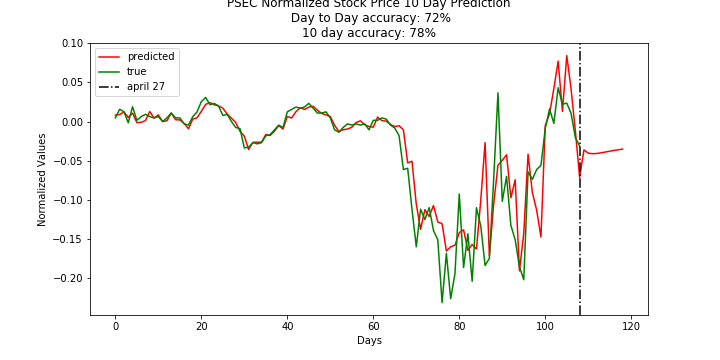 PSEC Normalized Stock Price 10 Day Prediction
Day to Day accuracy: 72%
10 day accuracy: 78%
predicted
true
april 27
Normalized Values
0.10
0.05
0.00
−0.05
−0.10
−0.15
−0.20
0 20 40 60 80 100 120
Days